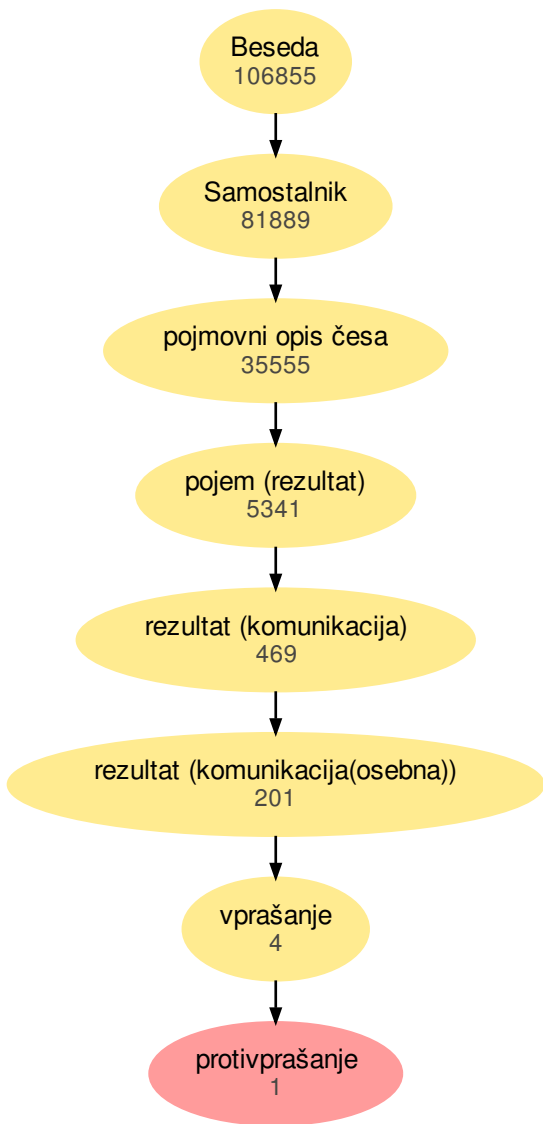 Beseda
106855
Samostalnik
81889
pojmovni opis česa
35555
pojem (rezultat)
5341
rezultat (komunikacija)
469
rezultat (komunikacija(osebna))
201
vprašanje
4
protivprašanje
1